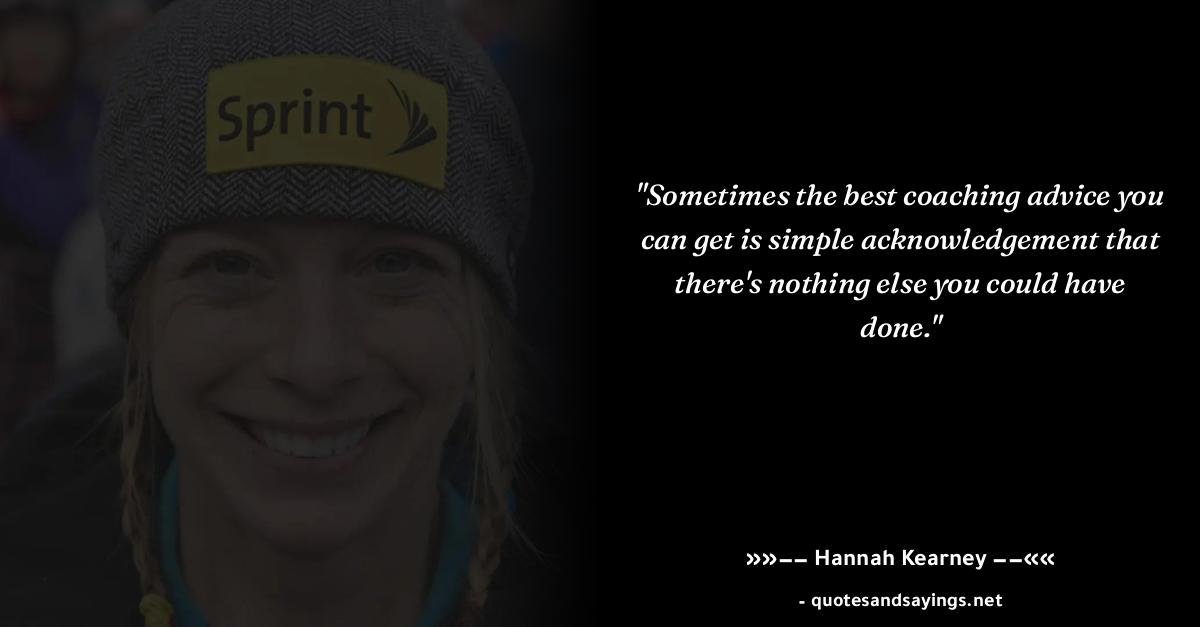 Sprint
"Sometimes the best coaching advice you
can get is simple acknowledgement that
there's nothing else you could have
done."
»»−− Hannah Kearney −−««
- quotesandsayings.net